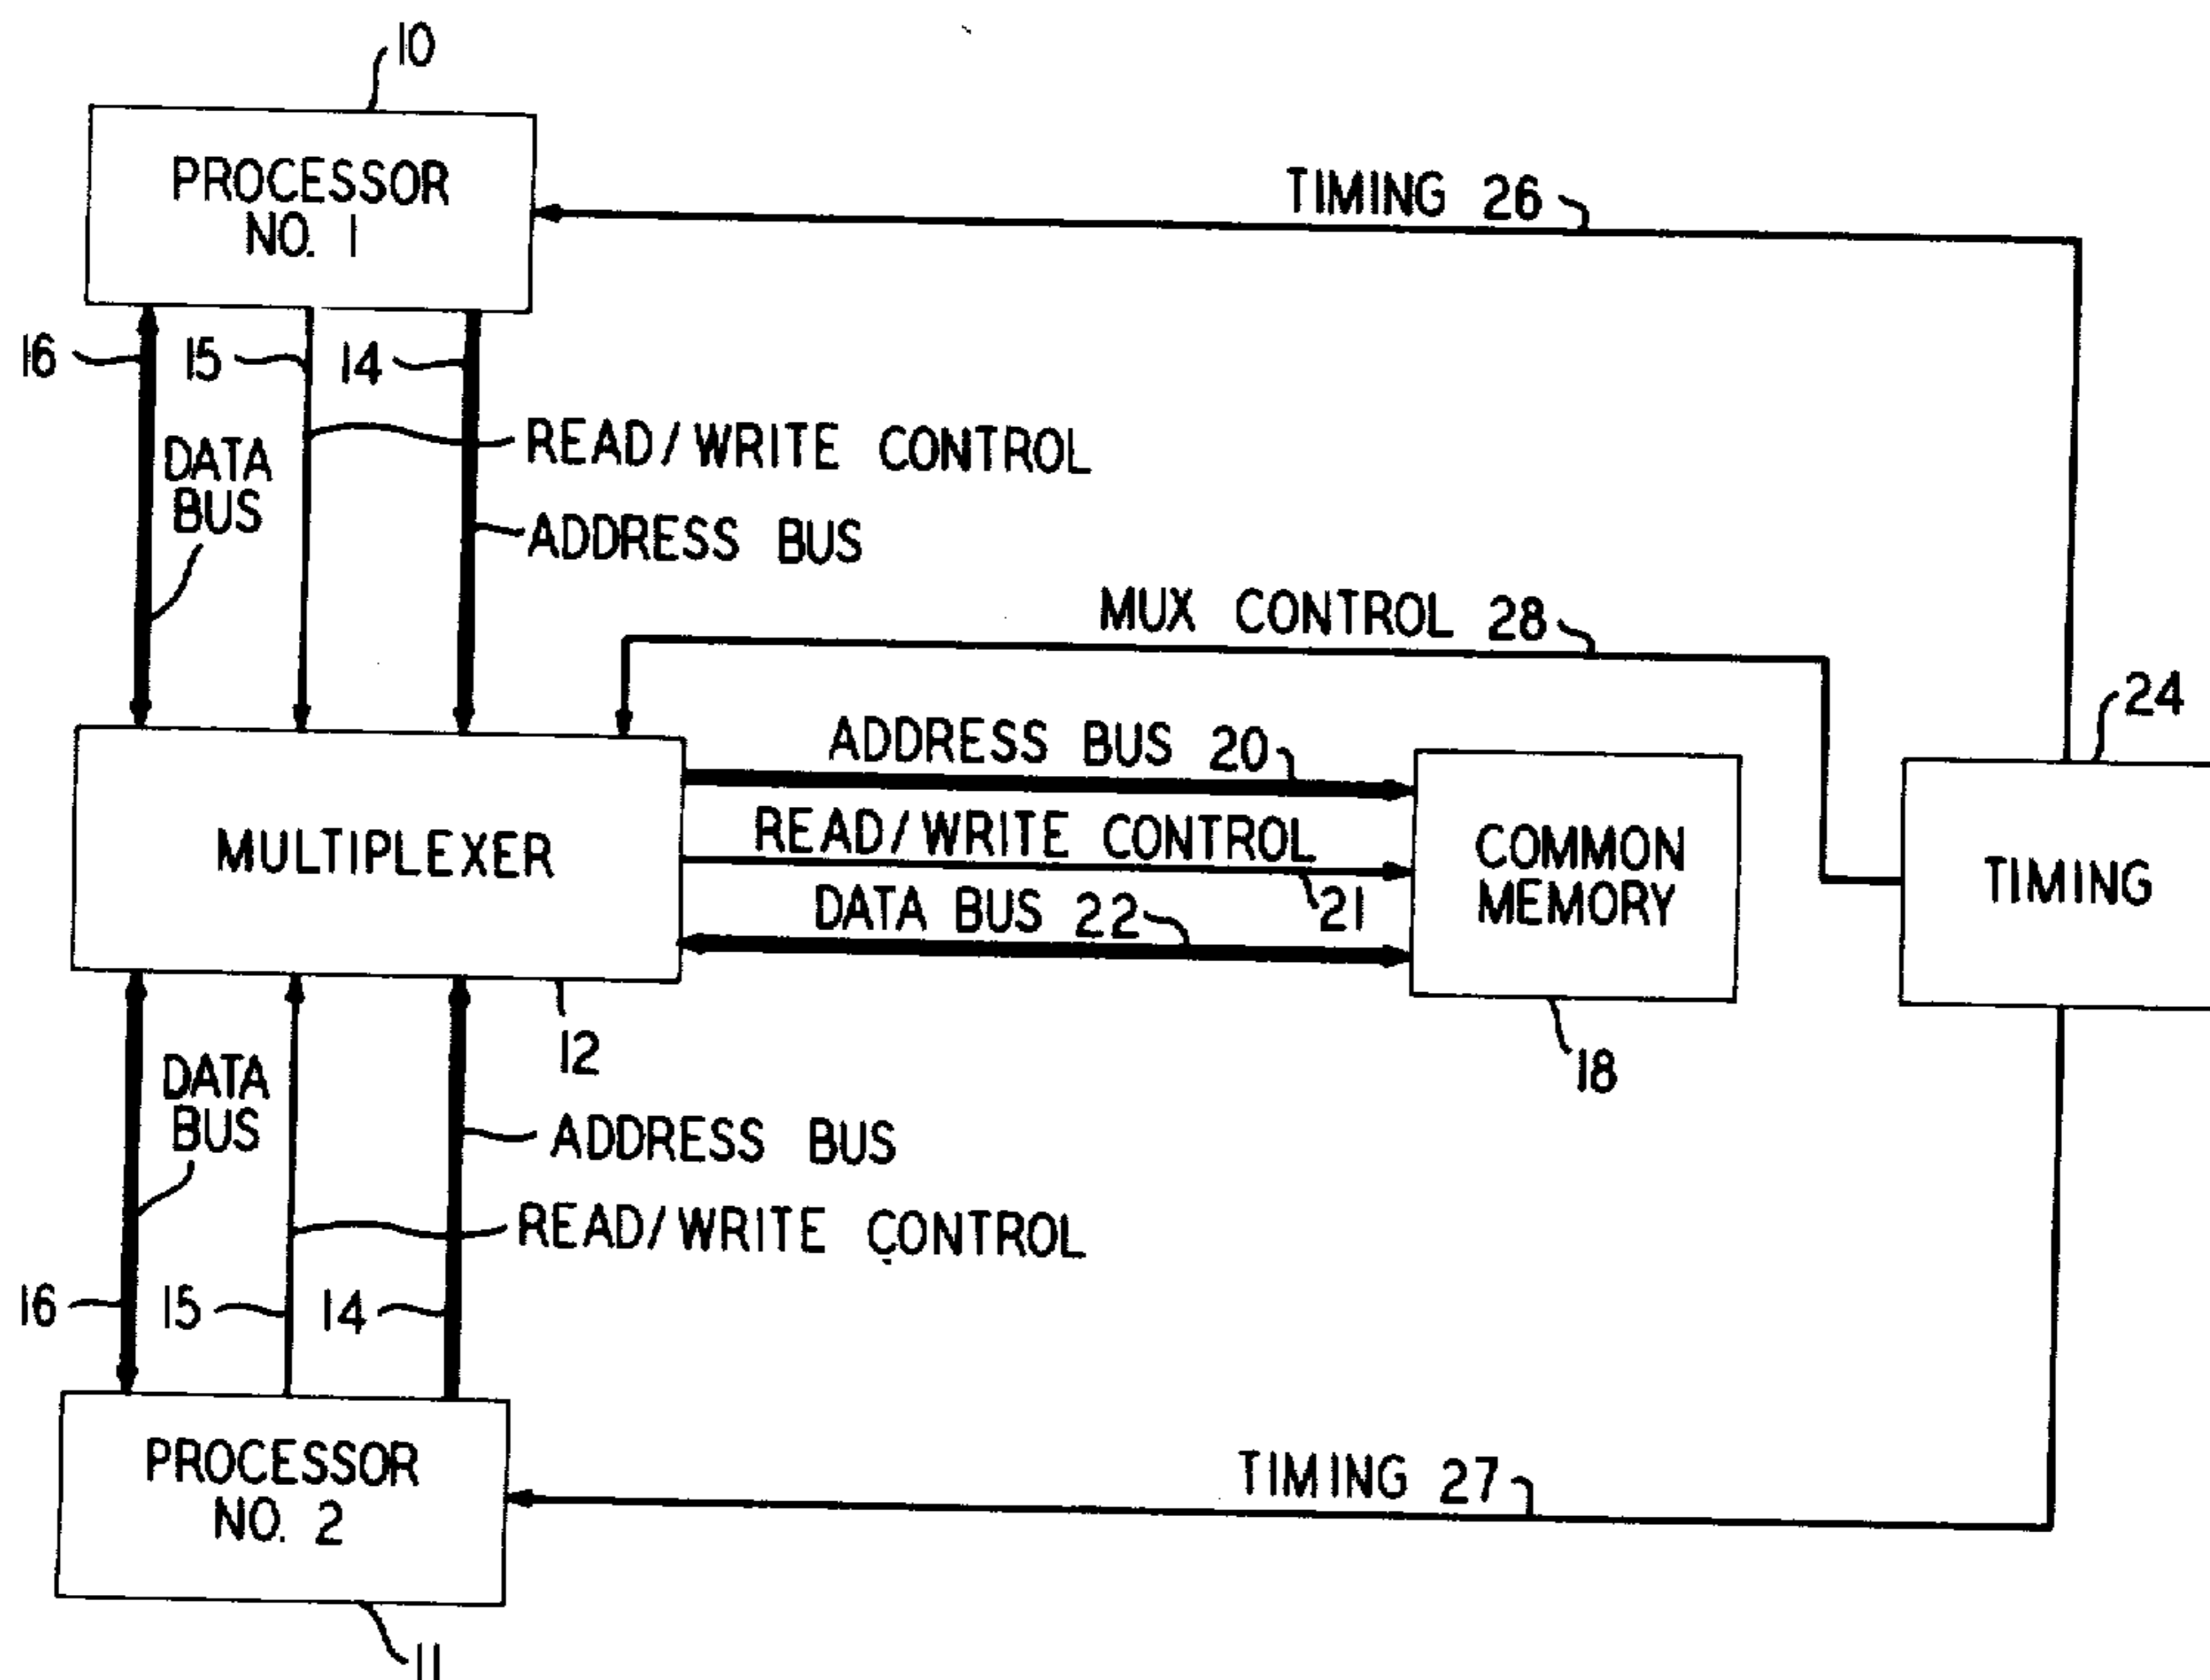 10
PROCESSOR
NO. 1
TIMING 26
16
15
14
READ/WRITE CONTROL
DATA
BUS
ADDRESS BUS
MUX CONTROL 28
24
ADDRESS BUS 20
READ/WRITE CONTROL
21
DATA BUS 22
MULTIPLEXER
COMMON
MEMORY
TIMING
12
18
DATA
BUS
ADDRESS BUS
READ/WRITE CONTROL
16
15
14
PROCESSOR
NO. 2
TIMING 27
11